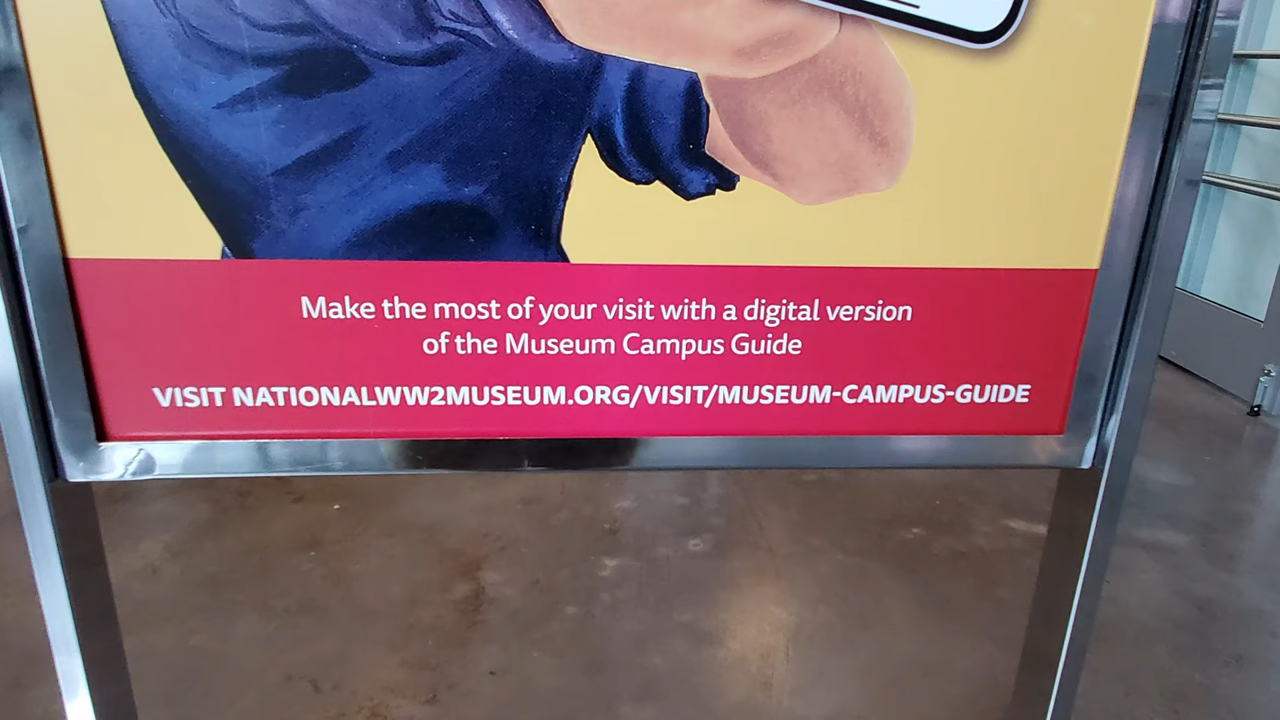 Make the most of your visit with a digital version
of the Museum Campus Guide
VISIT NATIONALWW2MUSEUM.ORG/VISIT/MUSEUM-CAMPUS-GUIDE